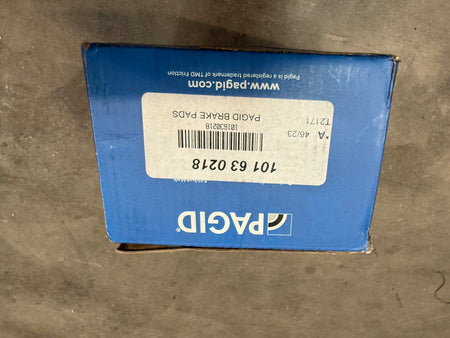 PAGID®
101 63 0218
101630218
PAGID BRAKE PADS
*A 46/23
T2171
www.pagid.com
Pagid is a registered trademark of TMD Friction